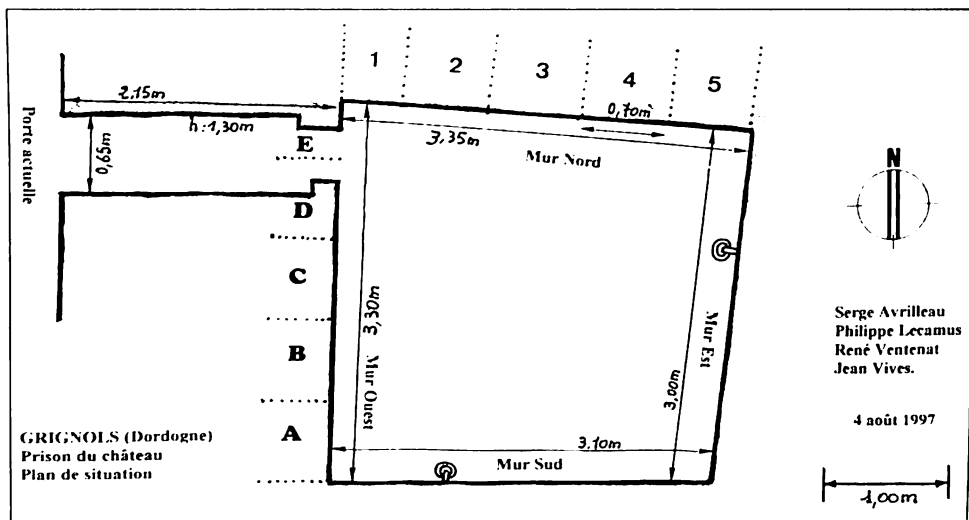 1
2
3
4
5
2,15m
0,70m
h:1,30m
E
3,35m
Mur Nord
Porte actuelle
0,65m
N
D
C
3,30m
Mur Ouest
Mur Est
3,00m
Serge Avrilleau
Philippe Lecamus
René Ventenat
Jean Vives.
B
A
4 août 1997
GRIGNOLS (Dordogne)
Prison du château
Plan de situation
3,10m
Mur Sud
1,00m